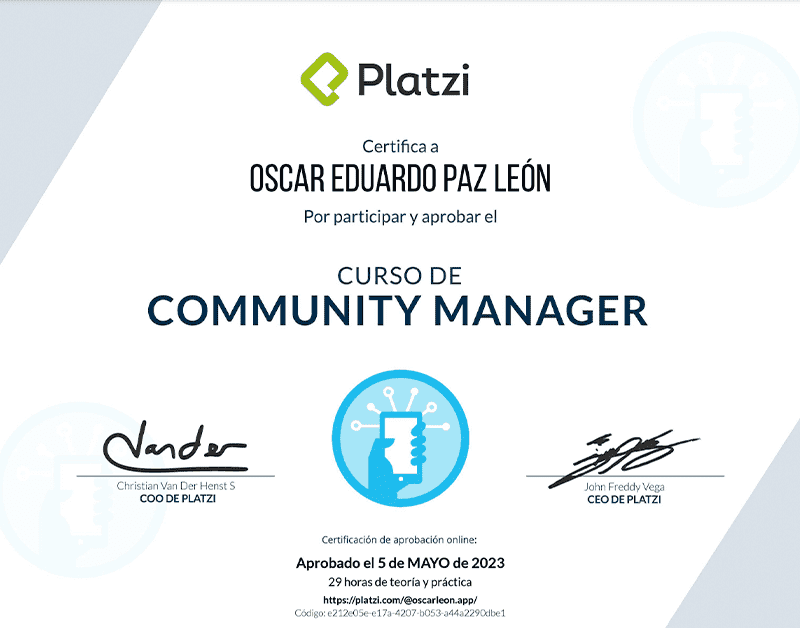 Platzi
Certifica a
OSCAR EDUARDO PAZ LEÓN
Por participar y aprobar el
CURSO DE
COMMUNITY MANAGER
Christian Van Der Henst S
COO DE PLATZI
John Freddy Vega
CEO DE PLATZI
Certificación de aprobación online:
Aprobado el 5 de MAYO de 2023
29 horas de teoría y práctica
https://platzi.com/@oscarleon.app/
Código: e212e05e-e17a-4207-b053-a44a2290dbe1